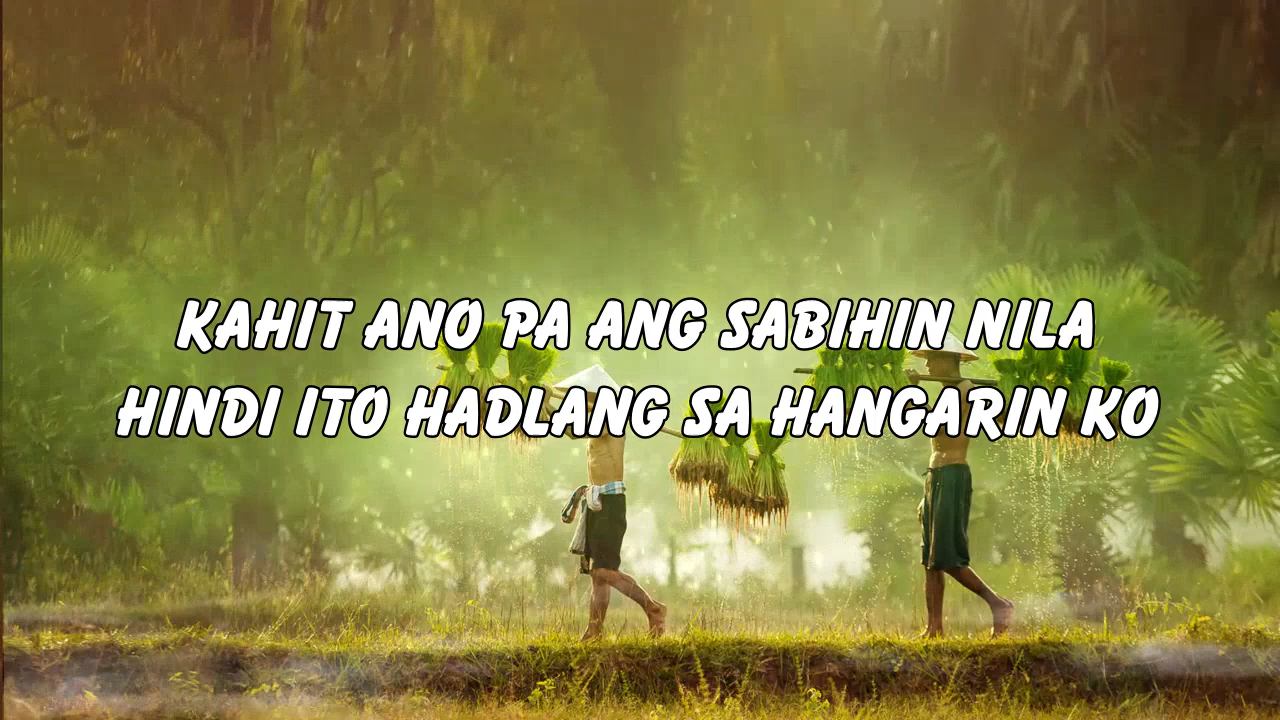 KAHIT ANO PA ANG SABIHIN NILA
HINDI ITO HADLANG SA HANGARIN KO